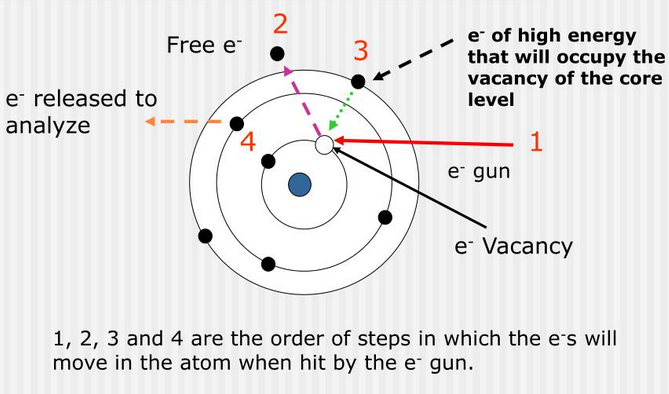 2
Free e-
3
e- of high energy
that will occupy the
vacancy of the core
level
e- released to
analyze
4
1
e- gun
e- Vacancy
1, 2, 3 and 4 are the order of steps in which the e-s will
move in the atom when hit by the e- gun.